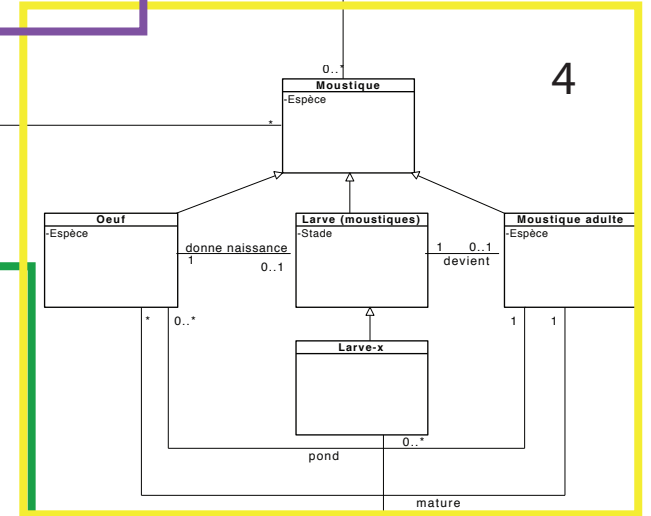 4
0..*
Moustique
-Espèce
*
Oeuf
-Espèce
Larve (moustiques)
-Stade
Moustique adulte
-Espèce
donne naissance
1
0..1
1
0..1
devient
*
0..*
1
1
Larve-x
0..*
pond
mature